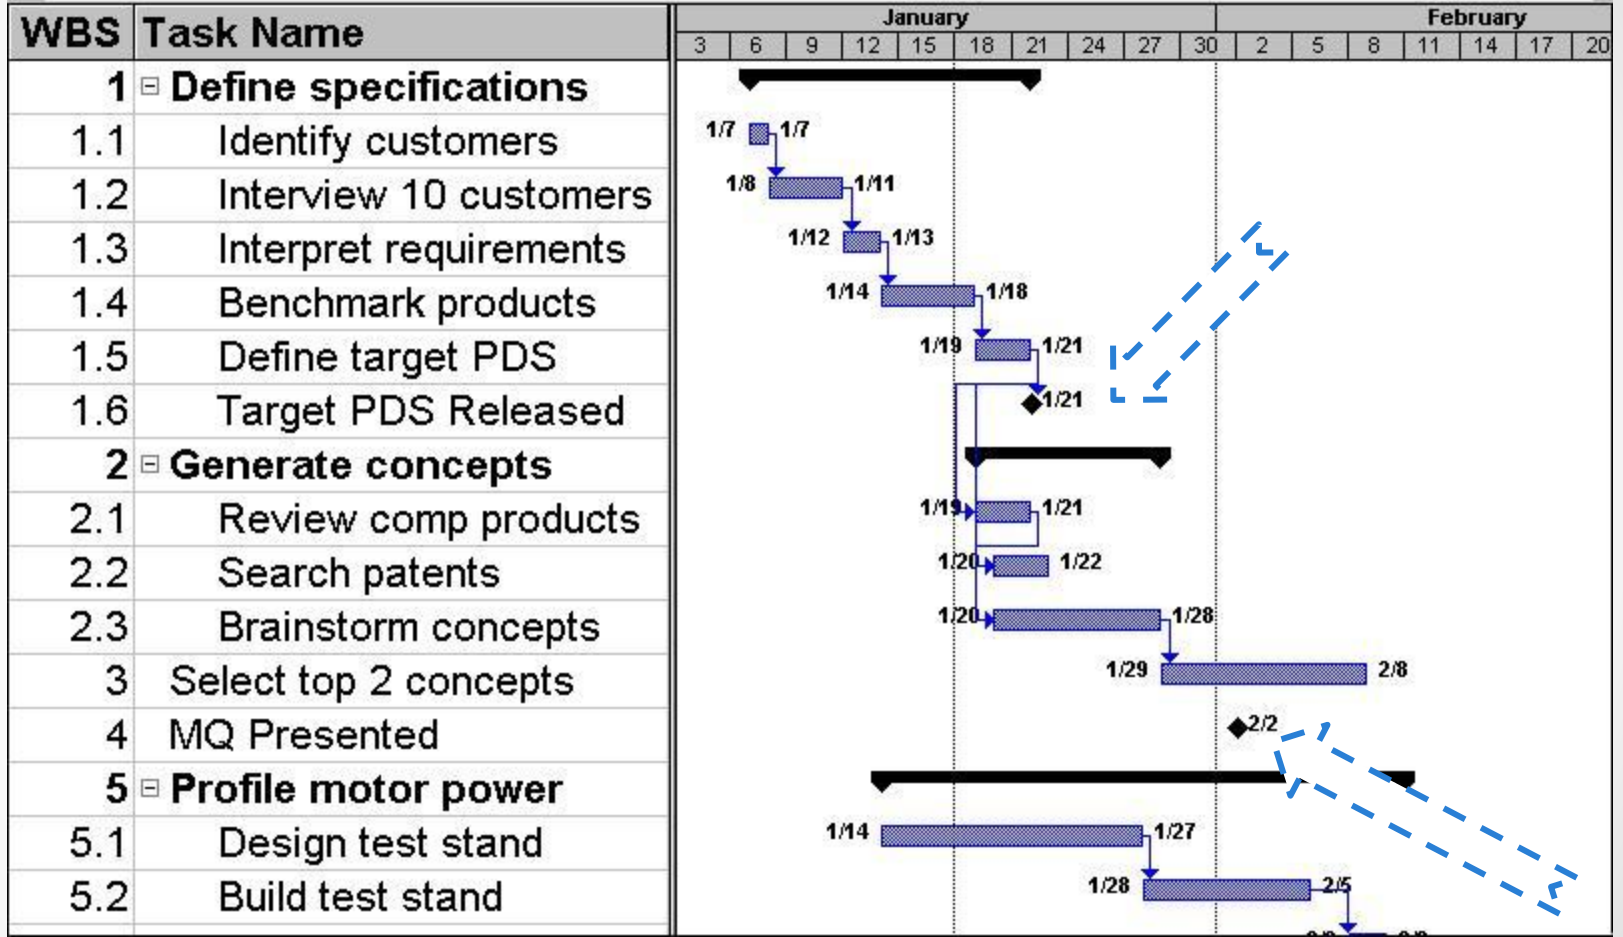 WBS Task Name January February
3 6 9 12 15 18 21 24 27 30 2 5 8 11 14 17 20
1 Define specifications
1.1 Identify customers 1/7 1/7
1.2 Interview 10 customers 1/8 1/11
1.3 Interpret requirements 1/12 1/13
1.4 Benchmark products 1/14 1/18
1.5 Define target PDS 1/19 1/21
1.6 Target PDS Released 1/21
2 Generate concepts
2.1 Review comp products 1/19 1/21
2.2 Search patents 1/20 1/22
2.3 Brainstorm concepts 1/20 1/28
3 Select top 2 concepts 1/29 2/8
4 MQ Presented 2/2
5 Profile motor power
5.1 Design test stand 1/14 1/27
5.2 Build test stand 1/28 2/5